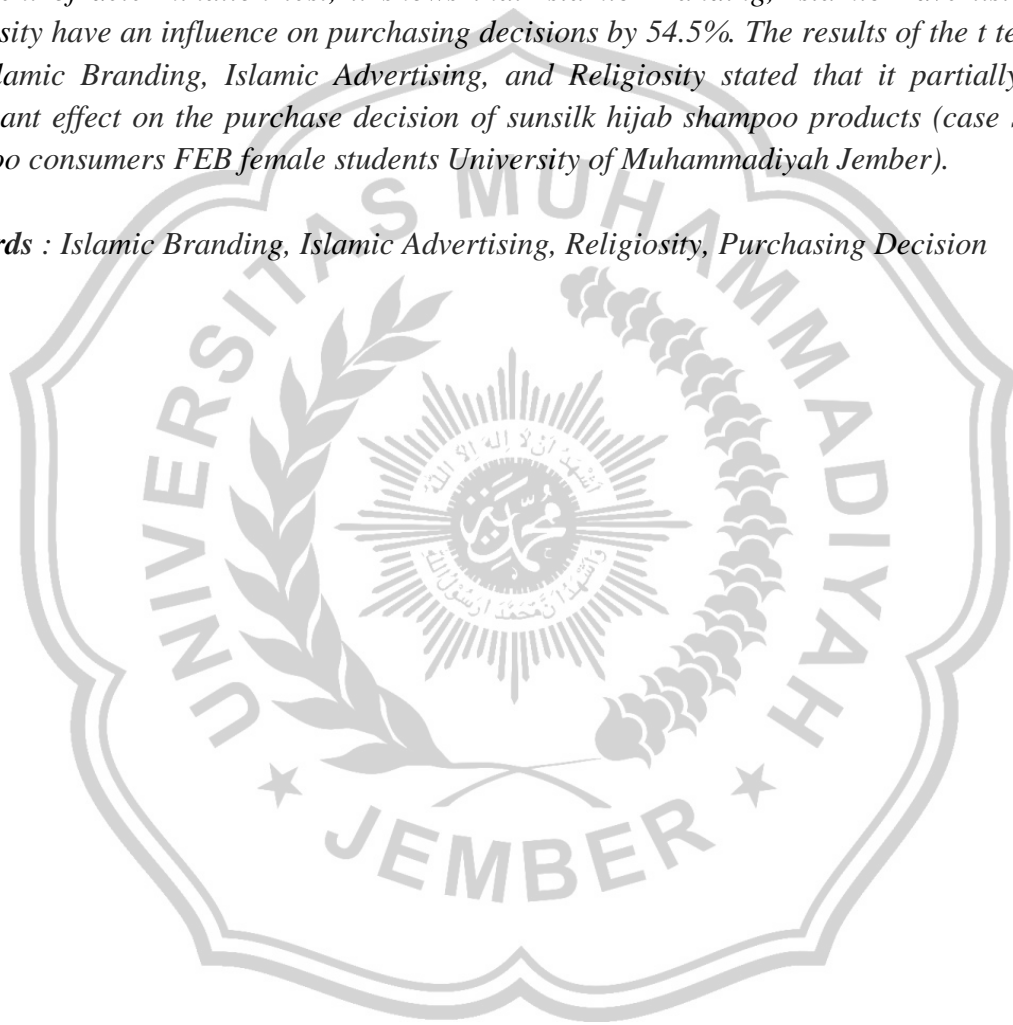 sity have an influence on purchasing decisions by 54.5%. The results of the t te
lamic Branding, Islamic Advertising, and Religiosity stated that it partially
ant effect on the purchase decision of sunsilk hijab shampoo products (case s
oo consumers FEB female students University of Muhammadiyah Jember).
rds : Islamic Branding, Islamic Advertising, Religiosity, Purchasing Decision
UNIVERSITAS MUHAMMADIYAH
JEMBER